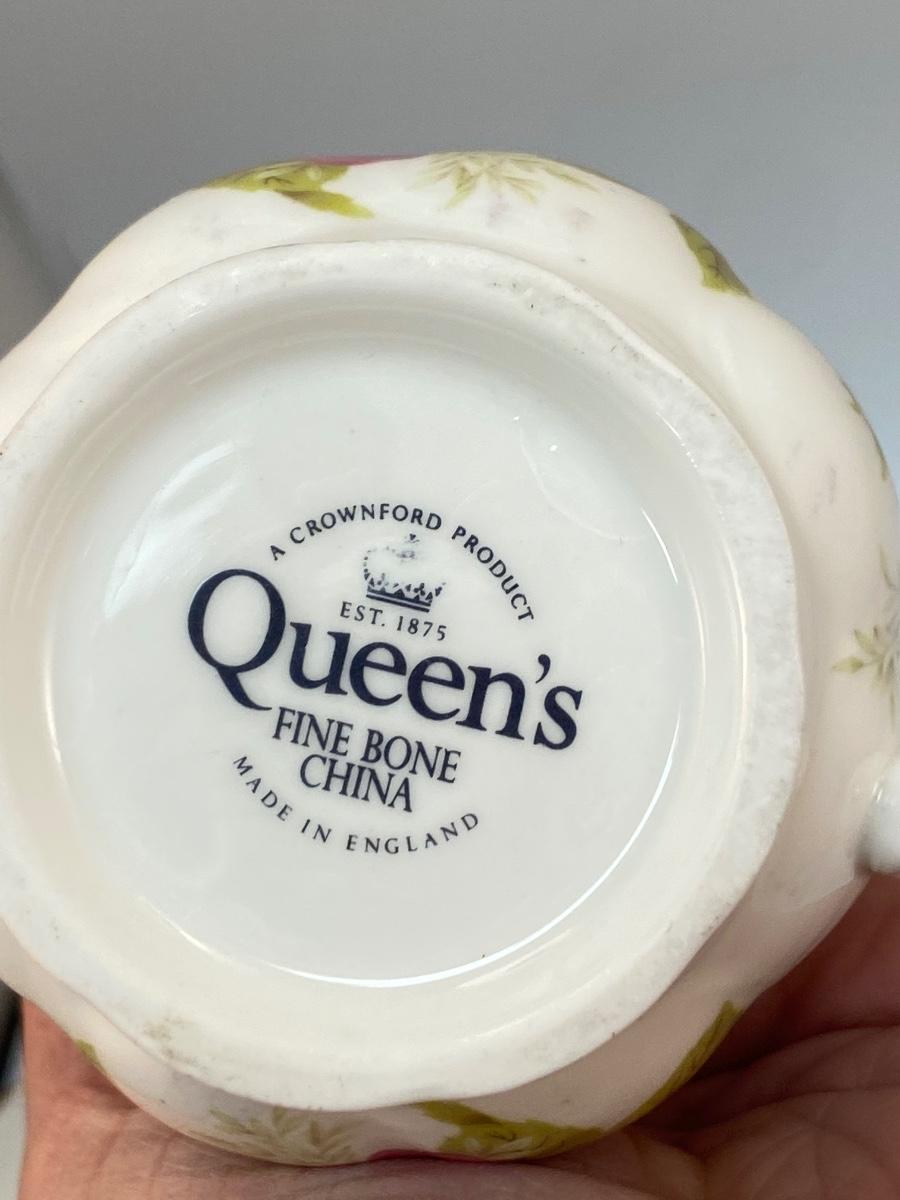 A CROWNFORD PRODUCT
EST. 1875
Queen's
FINE BONE
CHINA
MADE IN ENGLAND